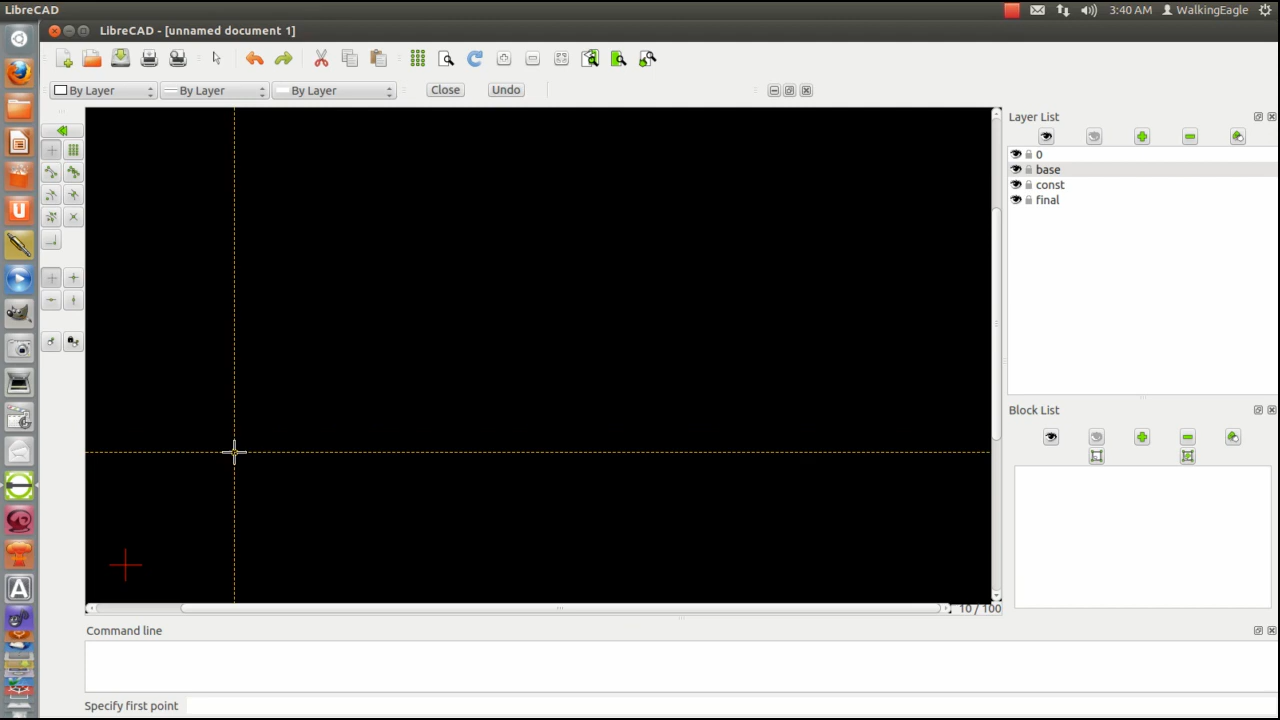 LibreCAD
3:40 AM
WalkingEagle
LibreCAD - [unnamed document 1]
By Layer
By Layer
By Layer
Close
Undo
Layer List
0
base
const
final
Block List
10 / 100
Command line
Specify first point